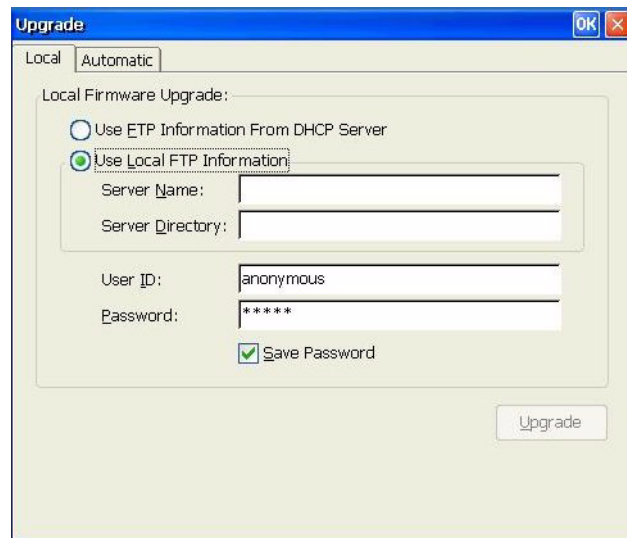 Upgrade OK
Local Automatic
Local Firmware Upgrade:
Use FTP Information From DHCP Server
Use Local FTP Information
Server Name:
Server Directory:
User ID: anonymous
Password: *****
Save Password
Upgrade